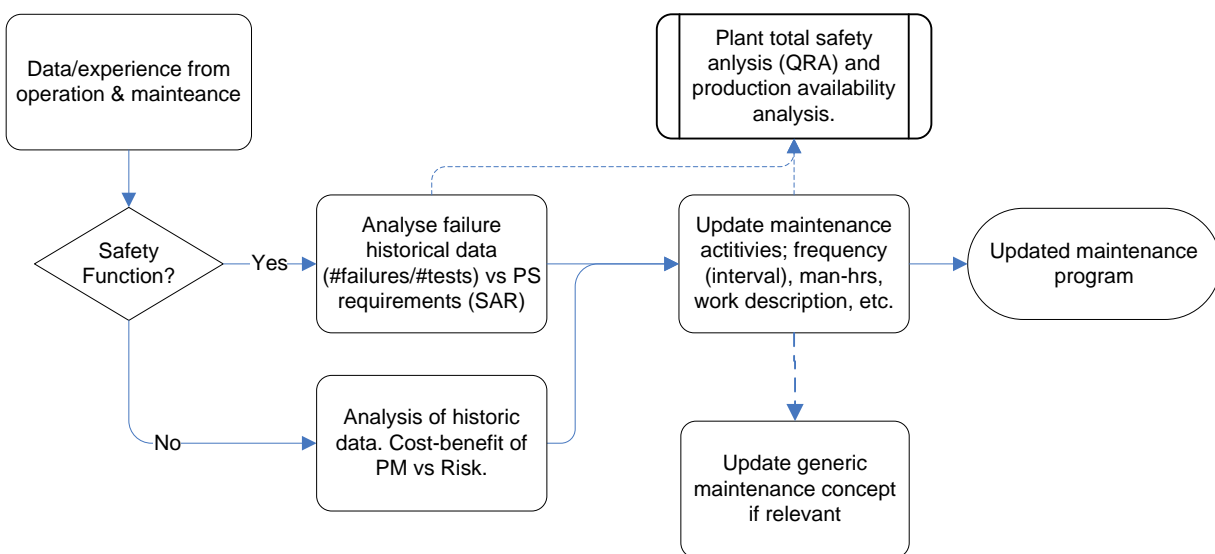 Data/experience from
operation & mainteance
Plant total safety
anlysis (QRA) and
production availability
analysis.
Safety
Function?
Yes
Analyse failure
historical data
(#failures/#tests) vs PS
requirements (SAR)
Update maintenance
actitivies; frequency
(interval), man-hrs,
work description, etc.
Updated maintenance
program
No
Analysis of historic
data. Cost-benefit of
PM vs Risk.
Update generic
maintenance concept
if relevant